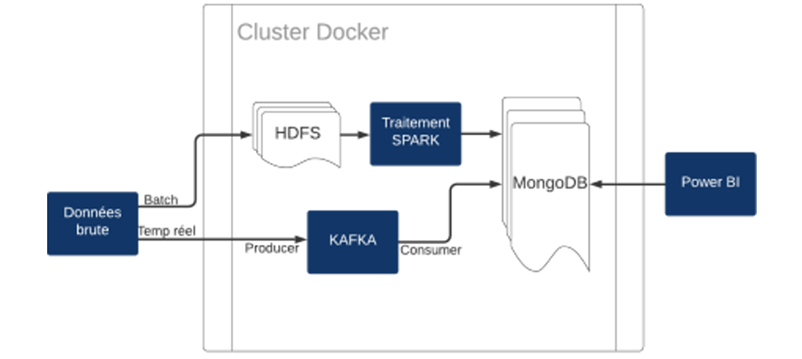 Cluster Docker
HDFS
Traitement
SPARK
MongoDB
Power BI
Données
brute
Batch
Temp réel
Producer
KAFKA
Consumer